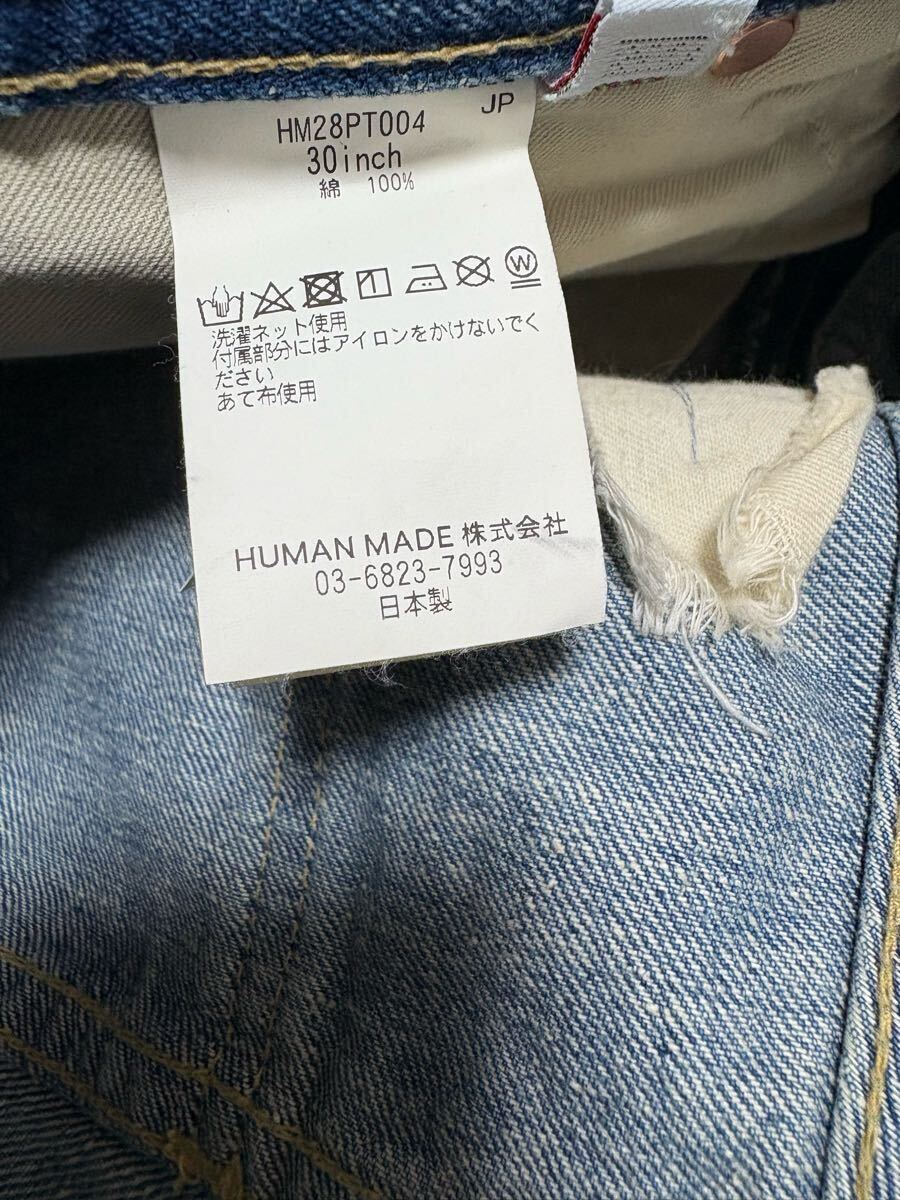 JP
HM28PT004
30inch
綿 100%
W
洗濯ネット使用
付属部分にはアイロンをかけないでく
ださい
あて布使用
HUMAN MADE 株式会社
03-6823-7993
日本製